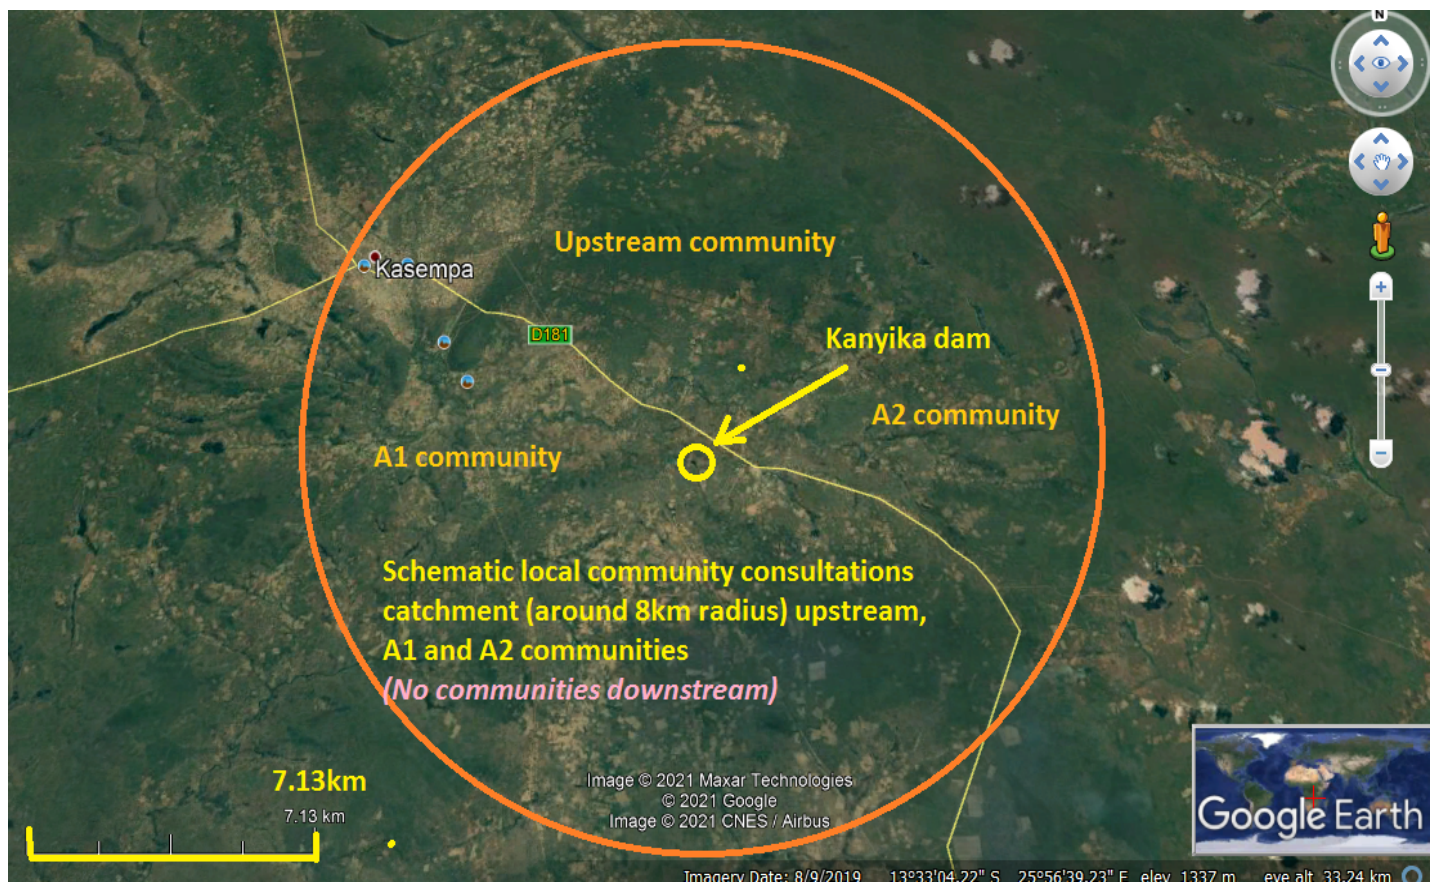 N
Upstream community
Kasempa
D181
Kanyika dam
A2 community
A1 community
Schematic local community consultations
catchment (around 8km radius) upstream,
A1 and A2 communities
(No communities downstream)
7.13km
7.13 km
Image © 2021 Maxar Technologies
© 2021 Google
Image © 2021 CNES / Airbus
Google Earth
Imagery Date: 8/9/2019 13°33'04.22" S 25°56'39.23" E elev 1337 m eye alt 33.24 km